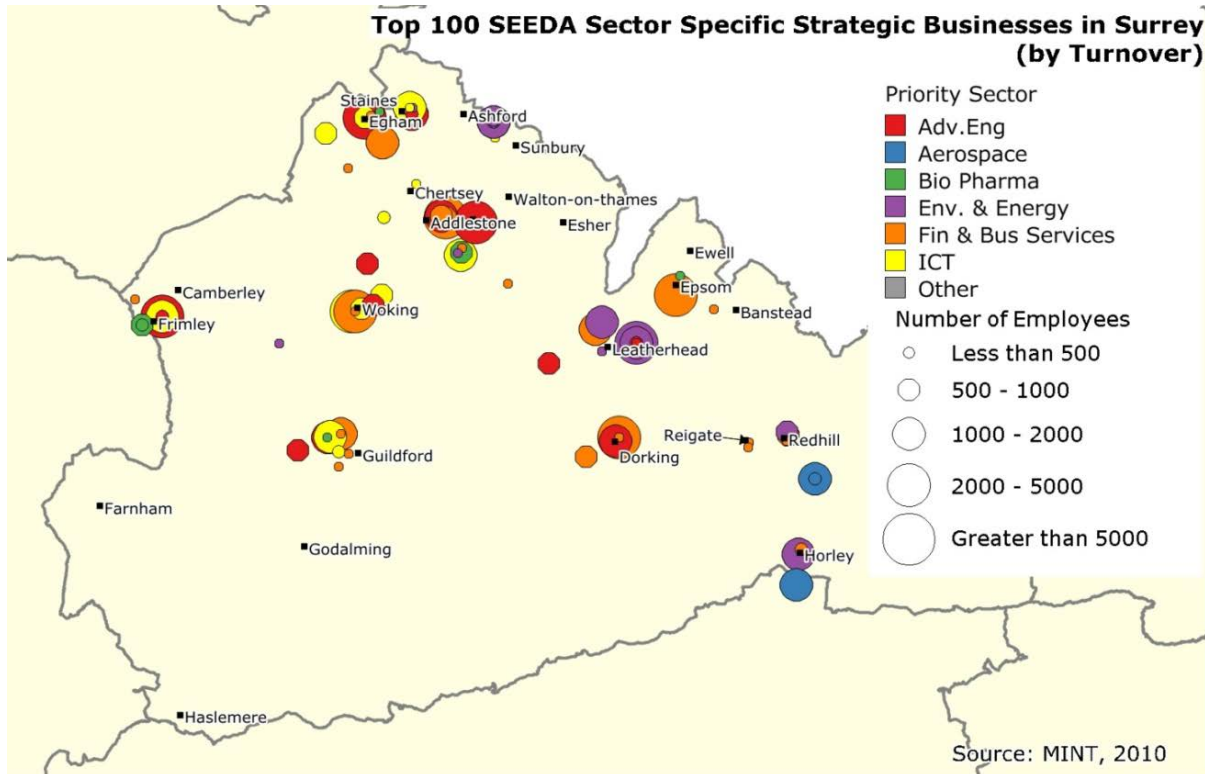 Top 100 SEEDA Sector Specific Strategic Businesses in Surrey
(by Turnover)
Priority Sector
Adv.Eng
Aerospace
Bio Pharma
Env. & Energy
Fin & Bus Services
ICT
Other
Number of Employees
Less than 500
500 - 1000
1000 - 2000
2000 - 5000
Greater than 5000
Staines
Egham
Ashford
Sunbury
Chertsey
Walton-on-thames
Addlestone
Esher
Ewell
Epsom
Banstead
Camberley
Frimley
Woking
Leatherhead
Reigate
Redhill
Dorking
Guildford
Farnham
Godalming
Horley
Haslemere
Source: MINT, 2010